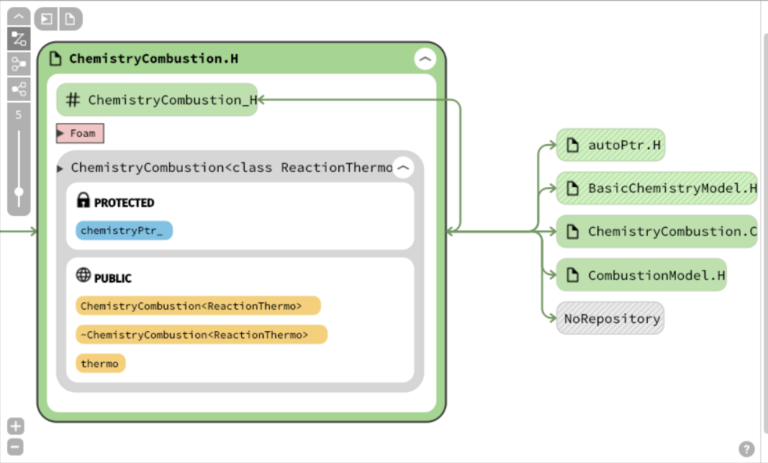 ChemistryCombustion.H
# ChemistryCombustion_H
Foam
ChemistryCombustion<class ReactionThermo
PROTECTED
chemistryPtr_
PUBLIC
ChemistryCombustion<ReactionThermo>
~ChemistryCombustion<ReactionThermo>
thermo
5
autoPtr.H
BasicChemistryModel.H
ChemistryCombustion.C
CombustionModel.H
NoRepository
?